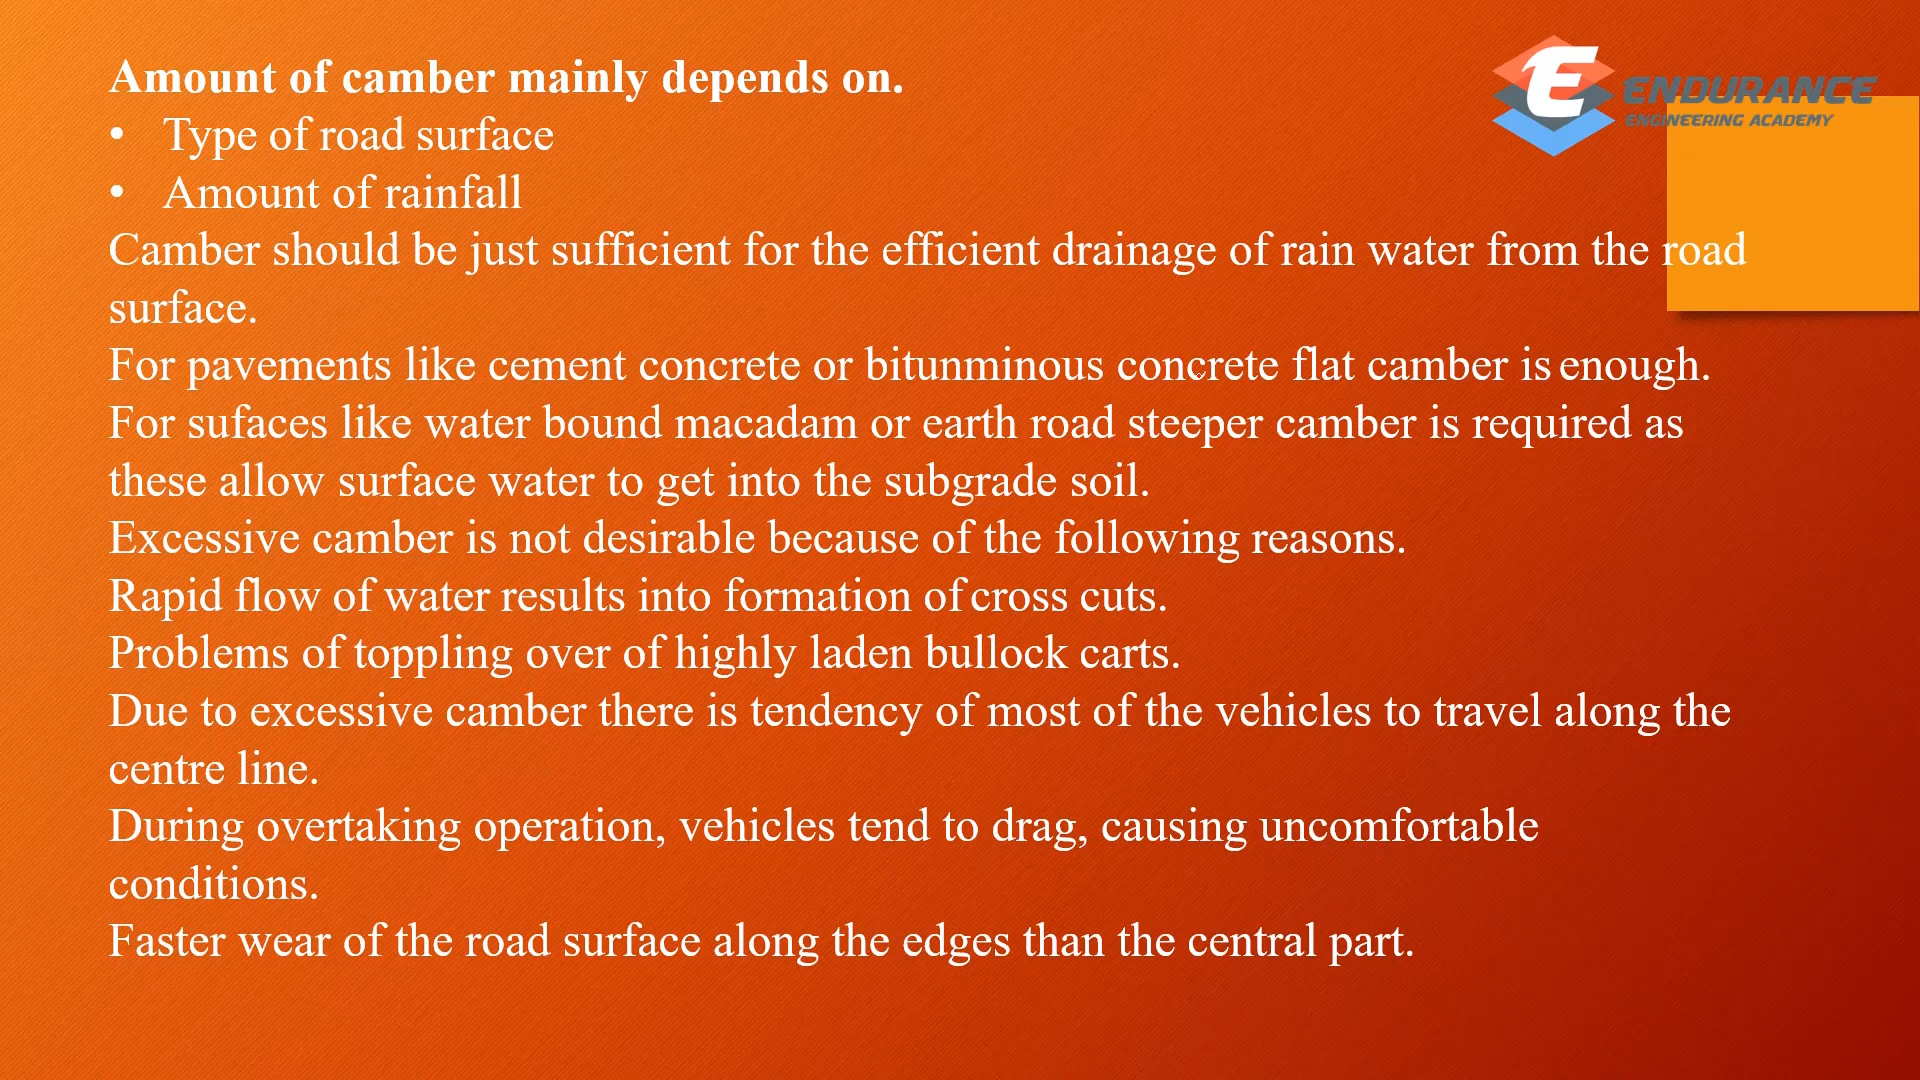 Amount of camber mainly depends on.
• Type of road surface
• Amount of rainfall
Camber should be just sufficient for the efficient drainage of rain water from the road
surface.
For pavements like cement concrete or bitunminous concrete flat camber is enough.
For sufaces like water bound macadam or earth road steeper camber is required as
these allow surface water to get into the subgrade soil.
Excessive camber is not desirable because of the following reasons.
Rapid flow of water results into formation of cross cuts.
Problems of toppling over of highly laden bullock carts.
Due to excessive camber there is tendency of most of the vehicles to travel along the
centre line.
During overtaking operation, vehicles tend to drag, causing uncomfortable
conditions.
Faster wear of the road surface along the edges than the central part.
E
ENDURANCE
ENGINEERING ACADEMY